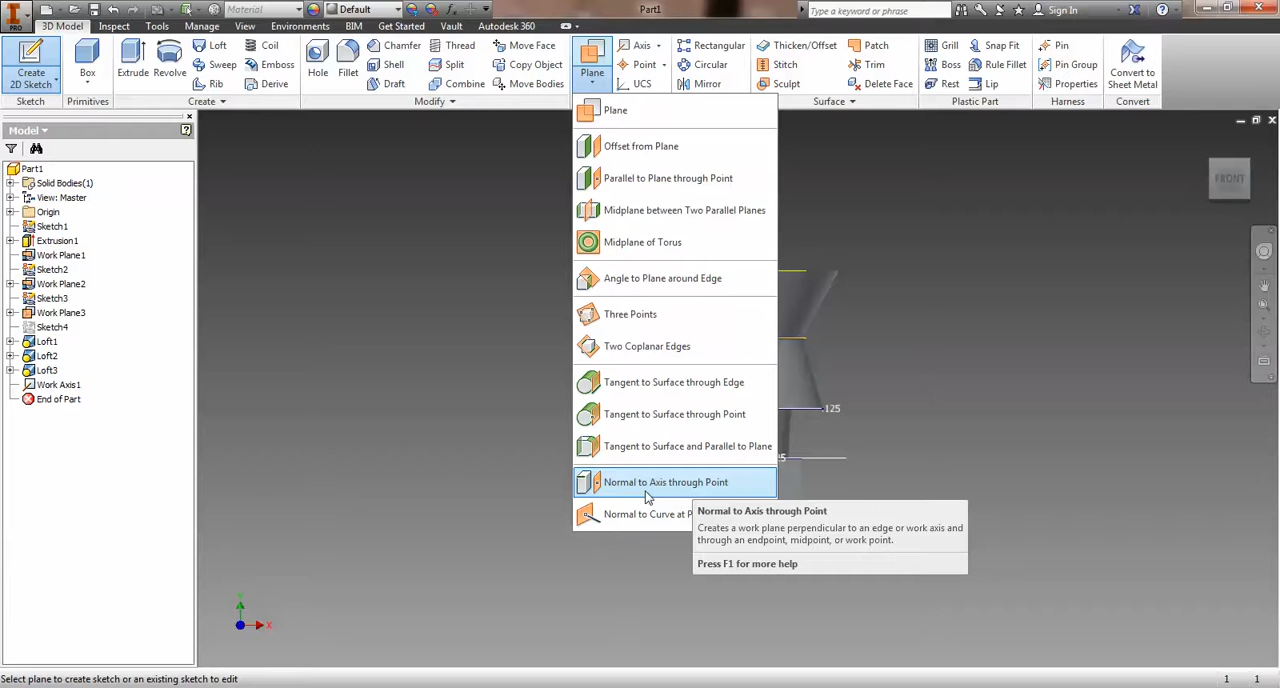 PRO
Material
Default
Part1
Type a keyword or phrase
Sign In
3D Model
Inspect
Tools
Manage
View
Environments
BIM
Get Started
Vault
Autodesk 360
Create
2D Sketch
Box
Extrude
Revolve
Loft
Sweep
Rib
Coil
Emboss
Derive
Hole
Fillet
Chamfer
Shell
Draft
Thread
Split
Combine
Move Face
Copy Object
Move Bodies
Plane
Axis
Point
UCS
Rectangular
Circular
Mirror
Thicken/Offset
Stitch
Sculpt
Patch
Trim
Delete Face
Grill
Boss
Rest
Snap Fit
Rule Fillet
Lip
Pin
Pin Group
Properties
Convert to
Sheet Metal
Sketch
Primitives
Create
Modify
Surface
Plastic Part
Harness
Convert
Model
Part1
Solid Bodies(1)
View: Master
Origin
Sketch1
Extrusion1
Work Plane1
Sketch2
Work Plane2
Sketch3
Work Plane3
Sketch4
Loft1
Loft2
Loft3
Work Axis1
End of Part
Plane
Offset from Plane
Parallel to Plane through Point
Midplane between Two Parallel Planes
Midplane of Torus
Angle to Plane around Edge
Three Points
Two Coplanar Edges
Tangent to Surface through Edge
Tangent to Surface through Point
Tangent to Surface and Parallel to Plane
Normal to Axis through Point
Normal to Curve at P
Normal to Axis through Point
Creates a work plane perpendicular to an edge or work axis and
through an endpoint, midpoint, or work point.
Press F1 for more help
FRONT
125
Y
X
Select plane to create sketch or an existing sketch to edit
1
1